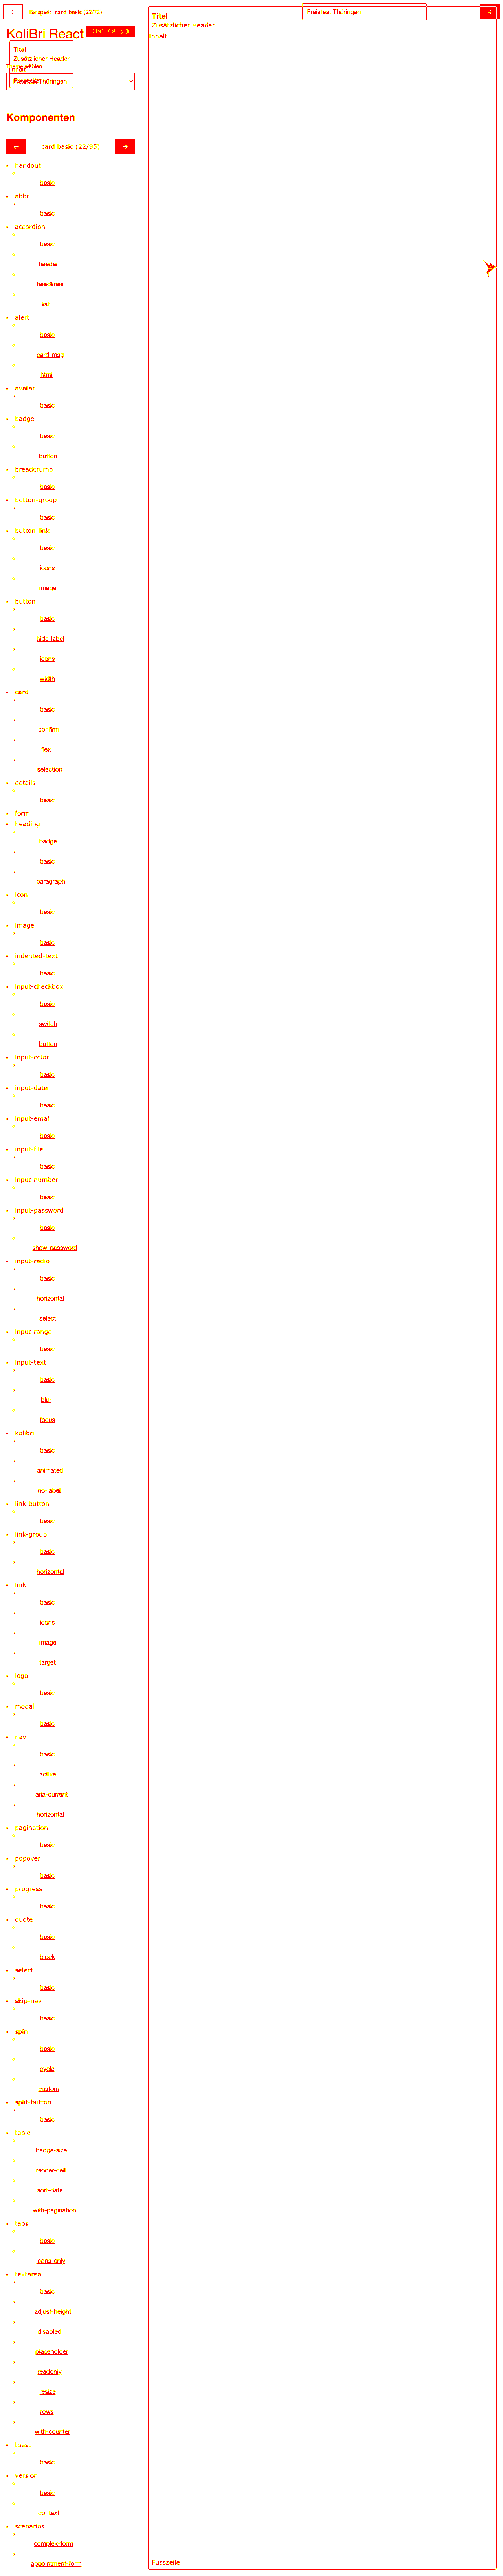 Beispiel: card basic (22/72)
Freistaat Thüringen
KoliBri React
Titel
Zusätzlicher Header
Inhalt
Titel
Zusätzlicher Header
Freistaat Thüringen
Komponenten
card basic (22/95)
handout
basic
abbr
basic
accordion
basic
header
headlines
list
alert
basic
card-msg
html
avatar
basic
badge
basic
button
breadcrumb
basic
button-group
basic
button-link
basic
icons
image
button
basic
hide-label
icons
width
card
basic
confirm
flex
selection
details
basic
form
heading
badge
basic
paragraph
icon
basic
image
basic
indented-text
basic
input-checkbox
basic
switch
button
input-color
basic
input-date
basic
input-email
basic
input-file
basic
input-number
basic
input-password
basic
show-password
input-radio
basic
horizontal
select
input-range
basic
input-text
basic
blur
focus
kolibri
basic
animated
no-label
link-button
basic
link-group
basic
horizontal
link
basic
icons
image
target
logo
basic
modal
basic
nav
basic
active
aria-current
horizontal
pagination
basic
popover
basic
progress
basic
quote
basic
block
select
basic
skip-nav
basic
spin
basic
cycle
custom
split-button
basic
table
badge-size
render-cell
sort-data
with-pagination
tabs
basic
icons-only
textarea
basic
adjust-height
disabled
placeholder
readonly
resize
rows
with-counter
toast
basic
version
basic
context
scenarios
complex-form
appointment-form
Fusszeile